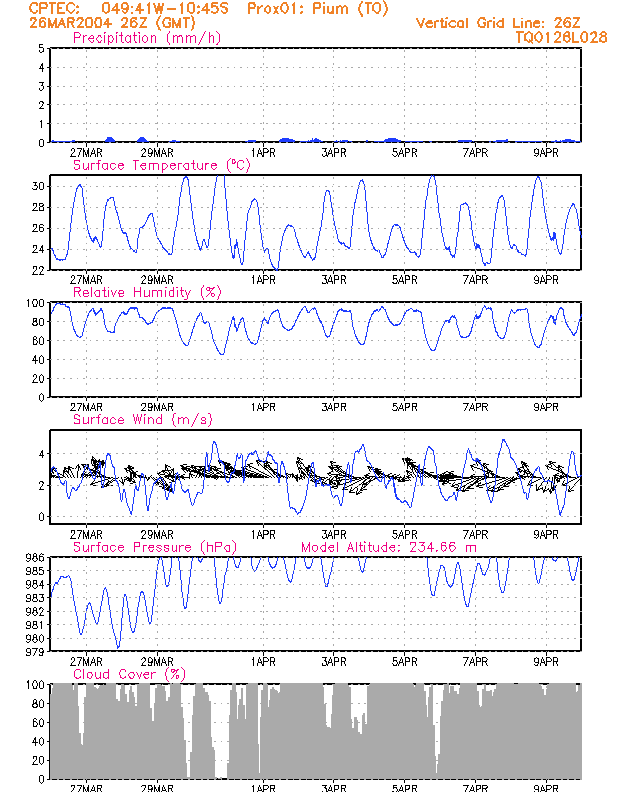 CPTEC: 049:41W-10:45S Prox01: Pium (TO)
26MAR2004 26Z (GMT) Vertical Grid Line: 26Z
Precipitation (mm/h) TQ0126L028
5
4
3
2
1
0
27MAR 29MAR 1APR 3APR 5APR 7APR 9APR
Surface Temperature (°C)
30
28
26
24
22
27MAR 29MAR 1APR 3APR 5APR 7APR 9APR
Relative Humidity (%)
100
80
60
40
20
0
27MAR 29MAR 1APR 3APR 5APR 7APR 9APR
Surface Wind (m/s)
4
2
0
27MAR 29MAR 1APR 3APR 5APR 7APR 9APR
Surface Pressure (hPa) Model Altitude: 234.66 m
986
985
984
983
982
981
980
979
27MAR 29MAR 1APR 3APR 5APR 7APR 9APR
Cloud Cover (%)
100
80
60
40
20
0
27MAR 29MAR 1APR 3APR 5APR 7APR 9APR